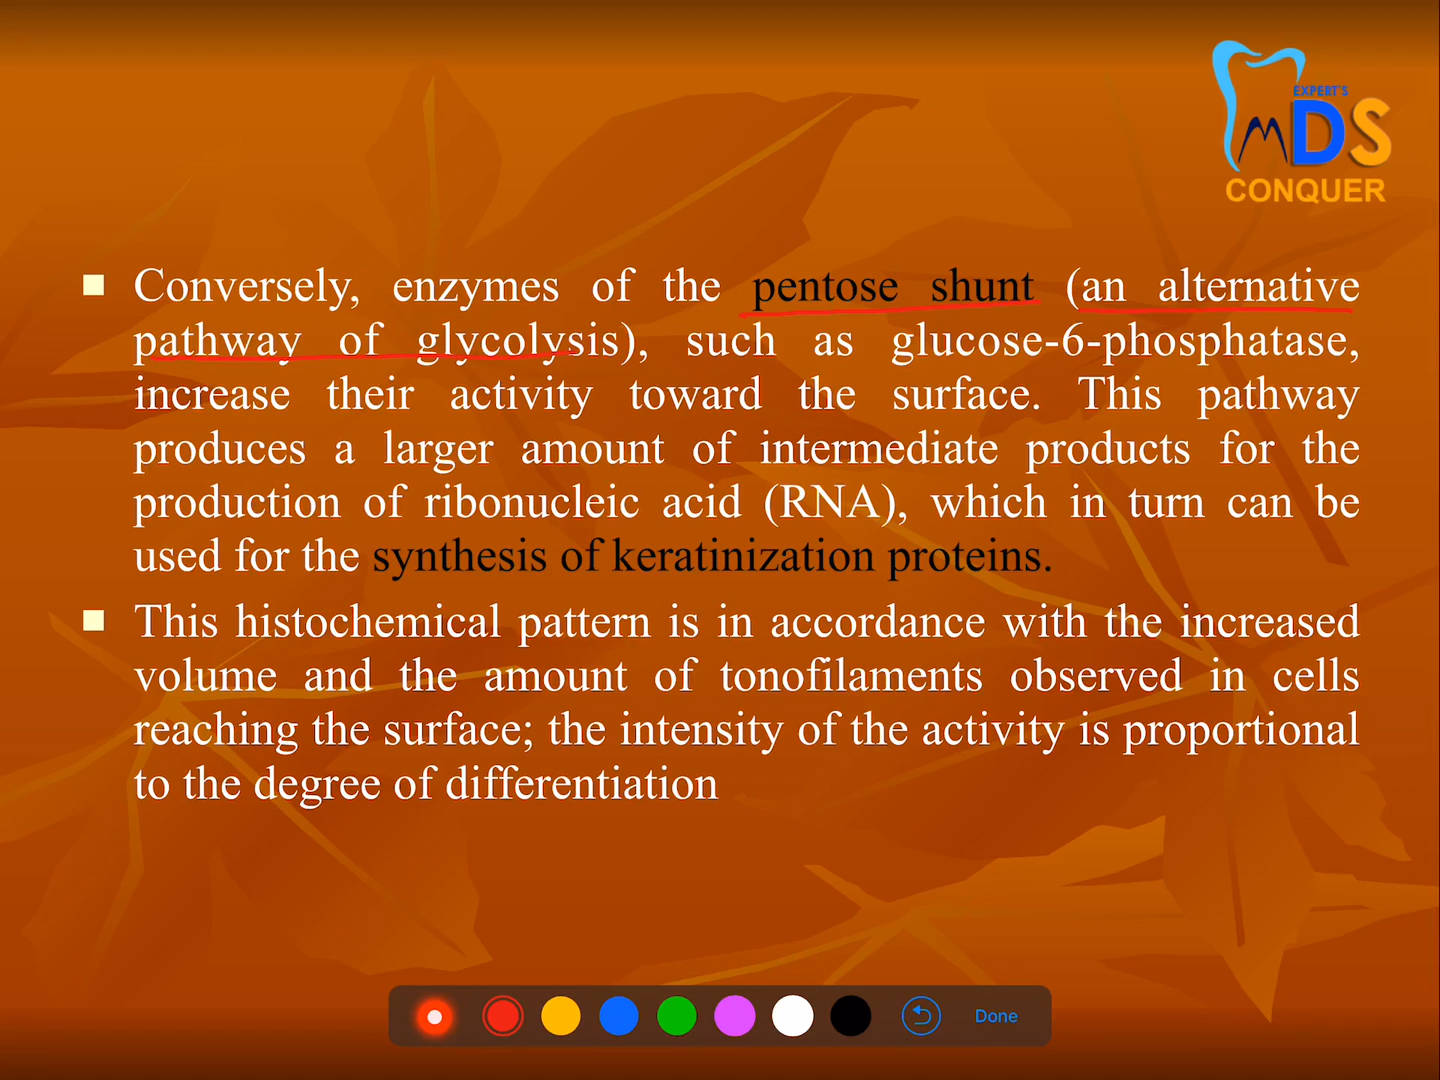 EXPERT'S
MDS
CONQUER
Conversely, enzymes of the pentose shunt (an alternative
pathway of glycolysis), such as glucose-6-phosphatase,
increase their activity toward the surface. This pathway
produces a larger amount of intermediate products for the
production of ribonucleic acid (RNA), which in turn can be
used for the synthesis of keratinization proteins.
This histochemical pattern is in accordance with the increased
volume and the amount of tonofilaments observed in cells
reaching the surface; the intensity of the activity is proportional
to the degree of differentiation
Done